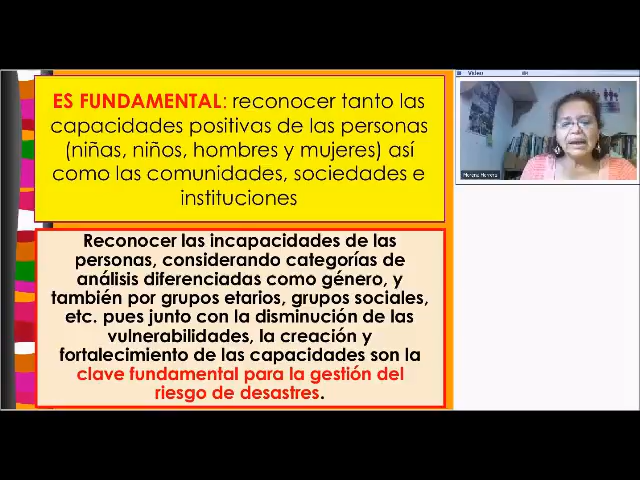 ES FUNDAMENTAL: reconocer tanto las
capacidades positivas de las personas
(niñas, niños, hombres y mujeres) así
como las comunidades, sociedades e
instituciones
Reconocer las incapacidades de las
personas, considerando categorías de
análisis diferenciadas como género, y
también por grupos etarios, grupos sociales,
etc. pues junto con la disminución de las
vulnerabilidades, la creación y
fortalecimiento de las capacidades son la
clave fundamental para la gestión del
riesgo de desastres.
Video
Morena Herrera